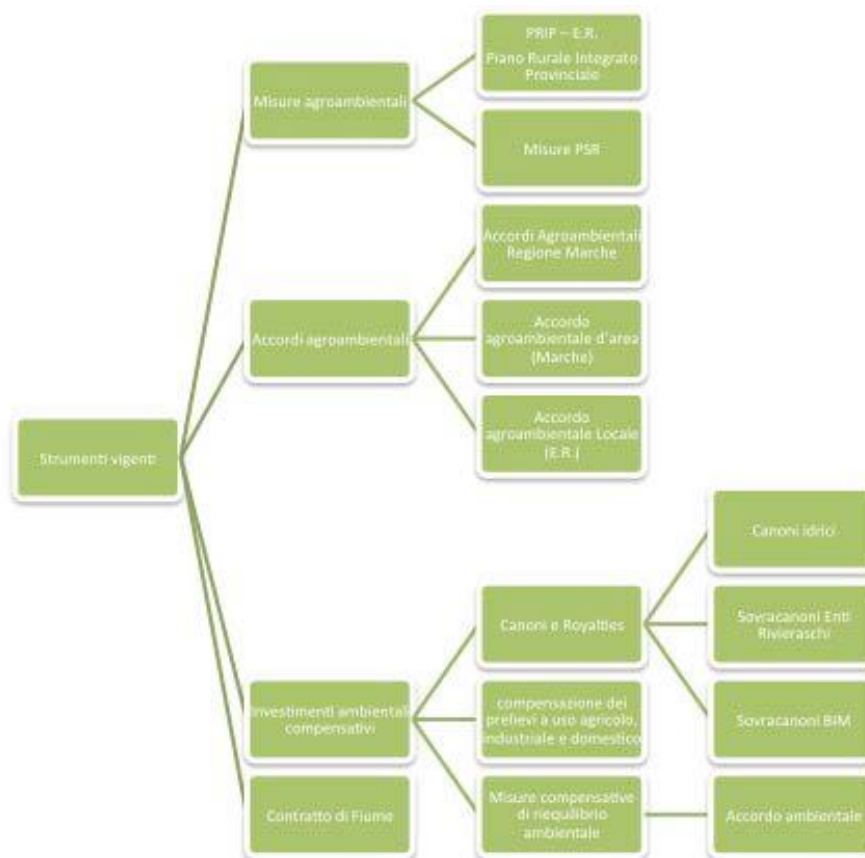 PRIP – E.R.
Piano Rurale Integrato
Provinciale
Misure agroambientali
Misure PSR
Accordi Agroambientali
Regione Marche
Accordi agroambientali
Accordo
agroambientale d'area
(Marche)
Accordo
agroambientale Locale
(E.R.)
Strumenti vigenti
Canoni idrici
Canoni e Royalties
Sovracanoni Enti
Rivieraschi
Investimenti ambientali
compensativi
compensazione dei
prelievi a uso agricolo,
industriale e domestico
Sovracanoni BIM
Contratto di Fiume
Misure compensative
di riequilibrio
ambientale
Accordo ambientale